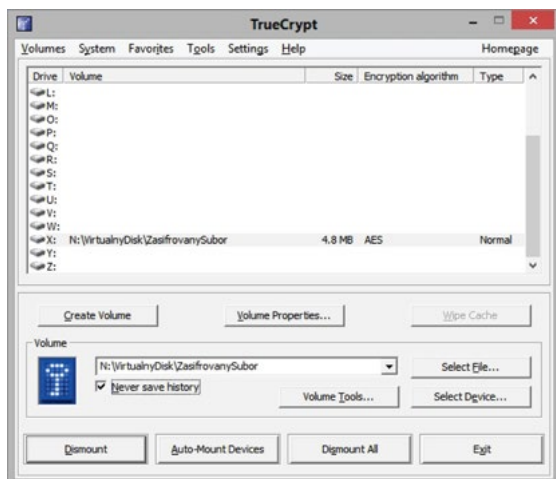 TrueCrypt
Volumes System Favorites Tools Settings Help Homepage
Drive Volume Size Encryption algorithm Type
L:
M:
O:
P:
Q:
R:
S:
T:
U:
V:
W:
X: N:\VirtualnyDisk\ZasifrovanySubor 4.8 MB AES Normal
Y:
Z:
Create Volume Volume Properties... Wipe Cache
Volume
N:\VirtualnyDisk\ZasifrovanySubor Select File...
Never save history Volume Tools... Select Device...
Dismount Auto-Mount Devices Dismount All Exit